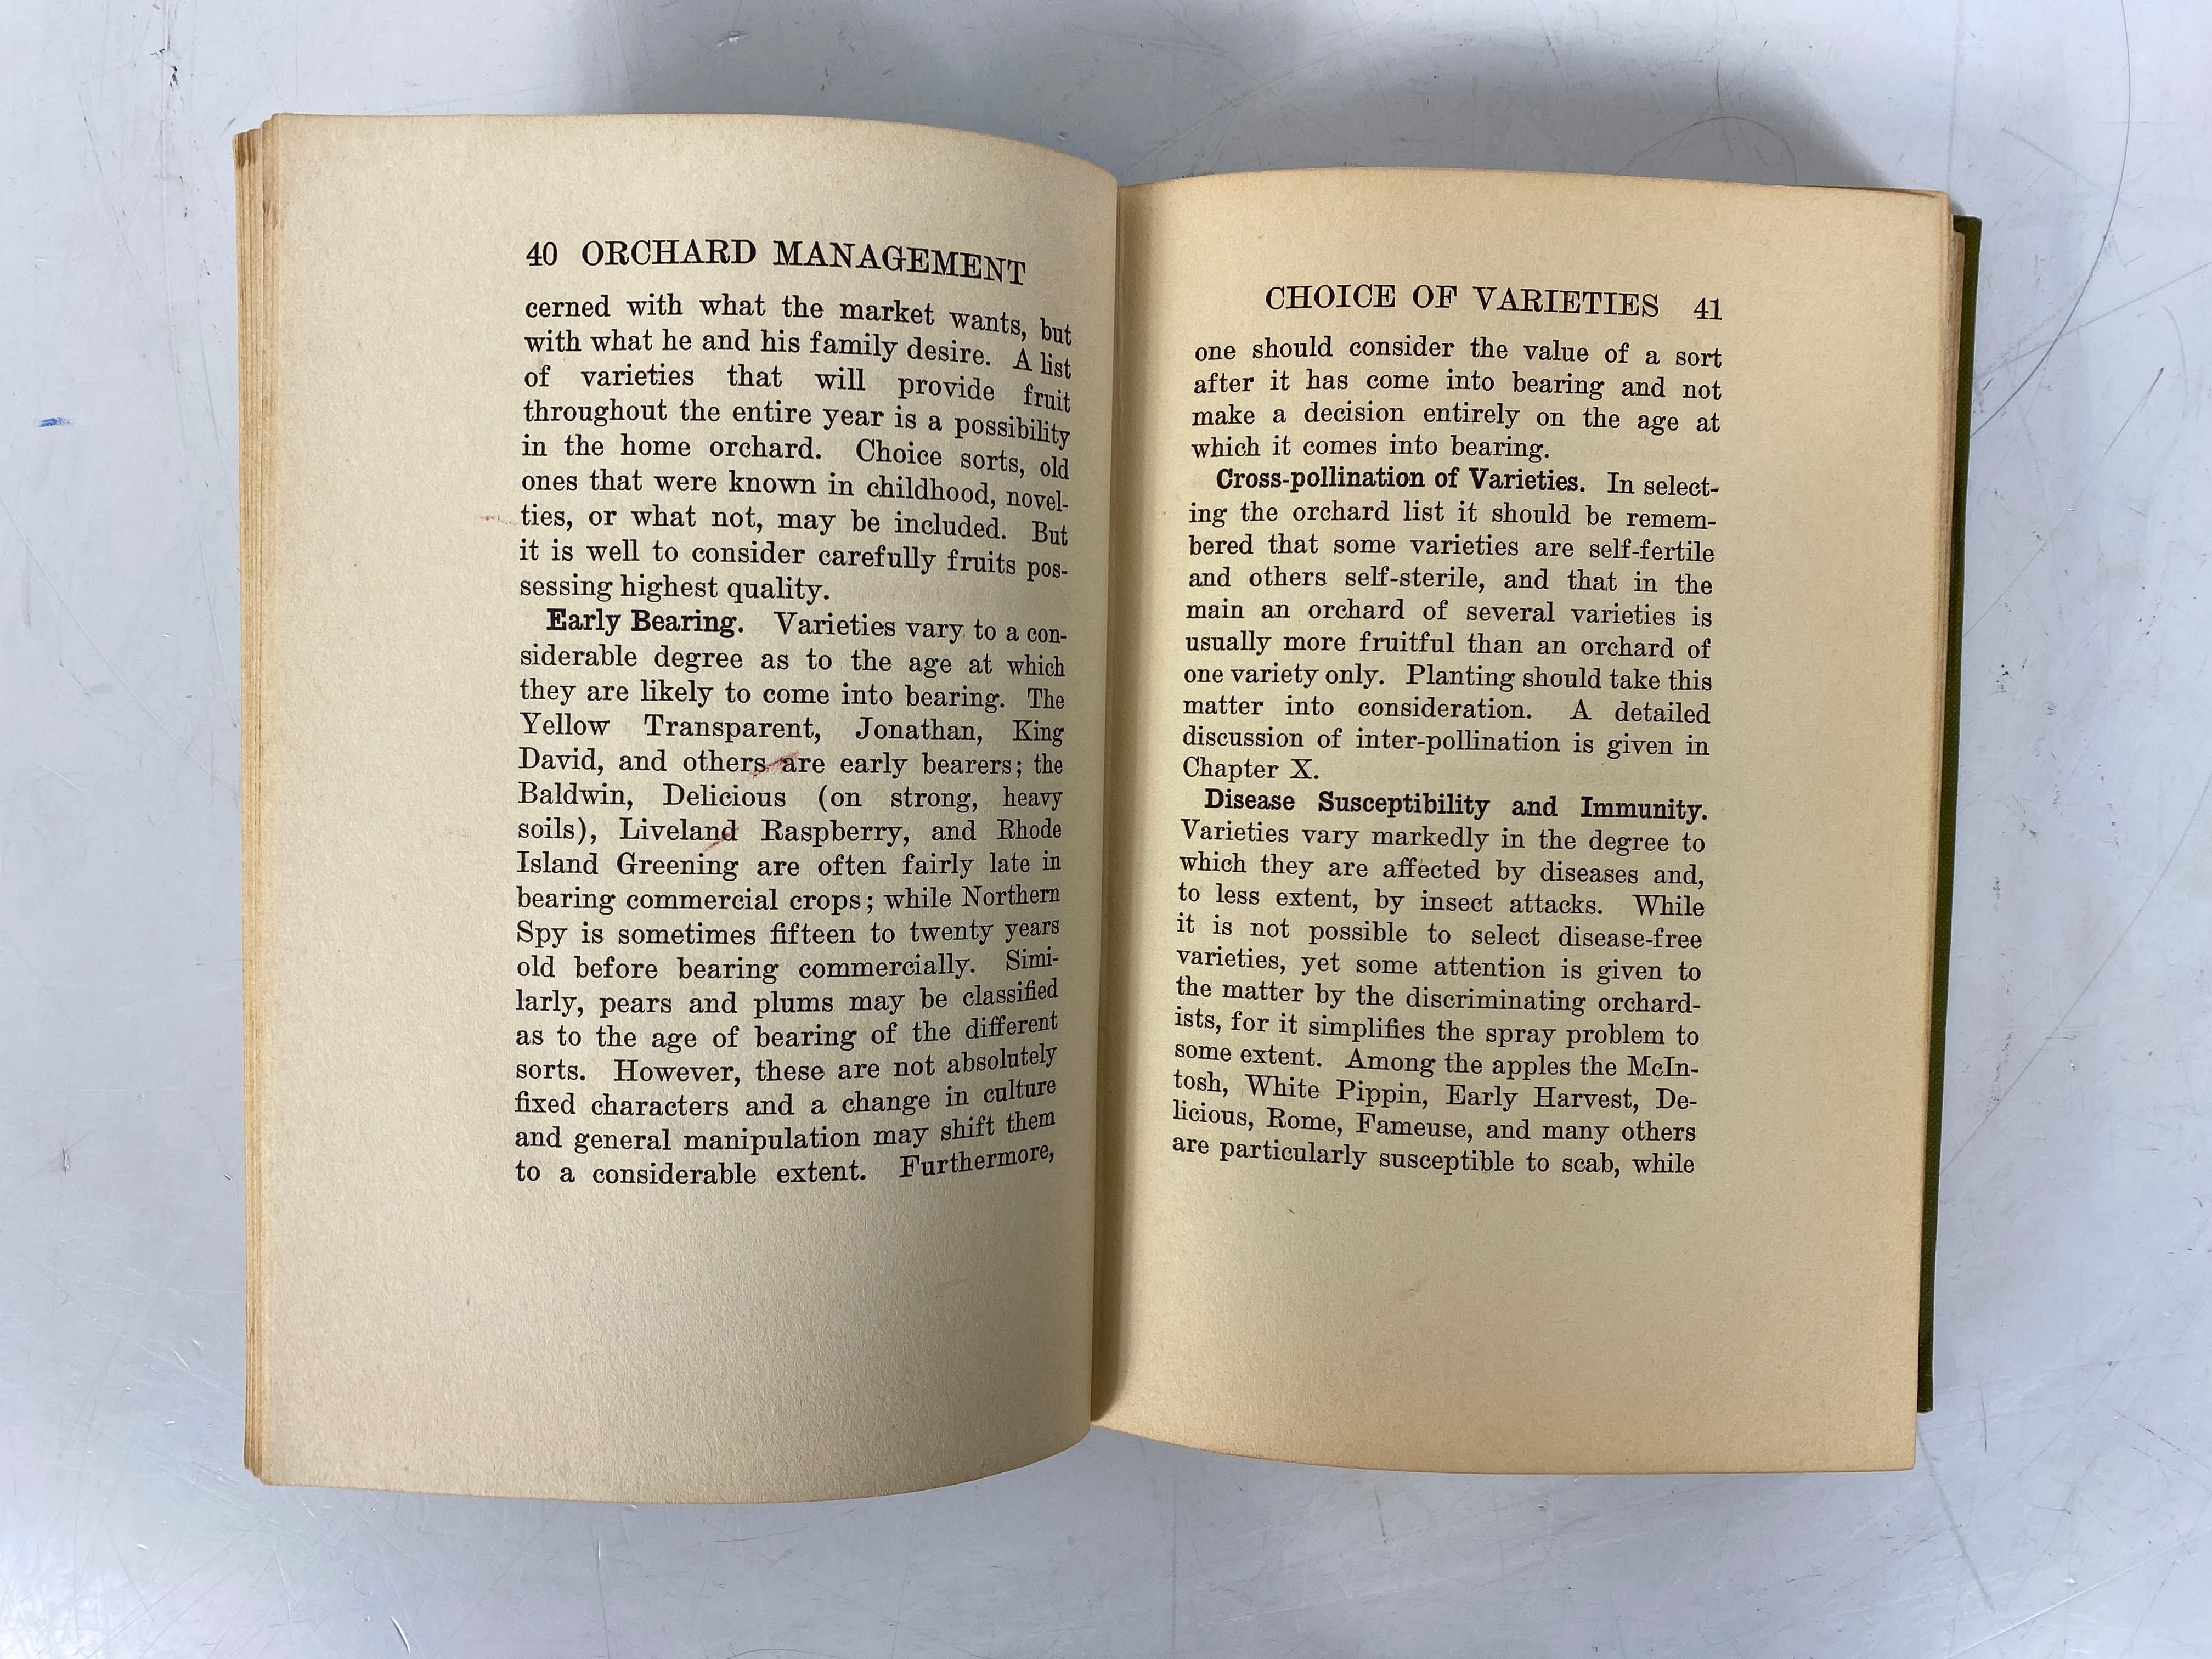 40 ORCHARD MANAGEMENT
cerned with what the market wants, but
with what he and his family desire. A list
of varieties that will provide fruit
throughout the entire year is a possibility
in the home orchard. Choice sorts, old
ones that were known in childhood, novel-
ties, or what not, may be included. But
it is well to consider carefully fruits pos-
sessing highest quality.
Early Bearing. Varieties vary to a con-
siderable degree as to the age at which
they are likely to come into bearing. The
Yellow Transparent, Jonathan, King
David, and others are early bearers; the
Baldwin, Delicious (on strong, heavy
soils), Liveland Raspberry, and Rhode
Island Greening are often fairly late in
bearing commercial crops; while Northern
Spy is sometimes fifteen to twenty years
old before bearing commercially. Simi-
larly, pears and plums may be classified
as to the age of bearing of the different
sorts. However, these are not absolutely
fixed characters and a change in culture
and general manipulation may shift them
to a considerable extent. Furthermore,
CHOICE OF VARIETIES 41
one should consider the value of a sort
after it has come into bearing and not
make a decision entirely on the age at
which it comes into bearing.
Cross-pollination of Varieties. In select-
ing the orchard list it should be remem-
bered that some varieties are self-fertile
and others self-sterile, and that in the
main an orchard of several varieties is
usually more fruitful than an orchard of
one variety only. Planting should take this
matter into consideration. A detailed
discussion of inter-pollination is given in
Chapter X.
Disease Susceptibility and Immunity.
Varieties vary markedly in the degree to
which they are affected by diseases and,
to less extent, by insect attacks. While
it is not possible to select disease-free
varieties, yet some attention is given to
the matter by the discriminating orchard-
ists, for it simplifies the spray problem to
some extent. Among the apples the McIn-
tosh, White Pippin, Early Harvest, De-
licious, Rome, Fameuse, and many others
are particularly susceptible to scab, while